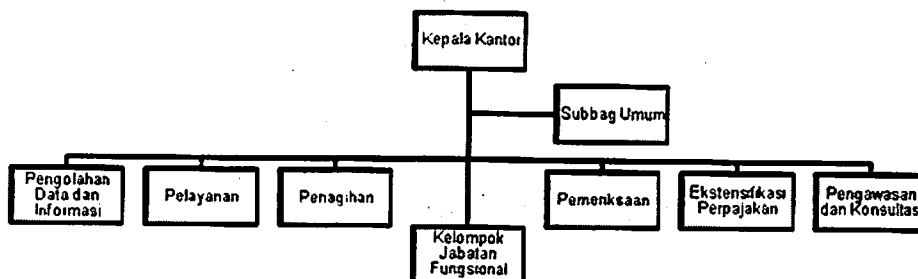 Kepala Kantor
Subbag Umum
Pengolahan
Data dan
Informasi
Pelayanan
Penagihan
Pemeriksaan
Ekstensifikasi
Perpajakan
Pengawasan
dan Konsultasi
Kelompok
Jabatan
Fungsional